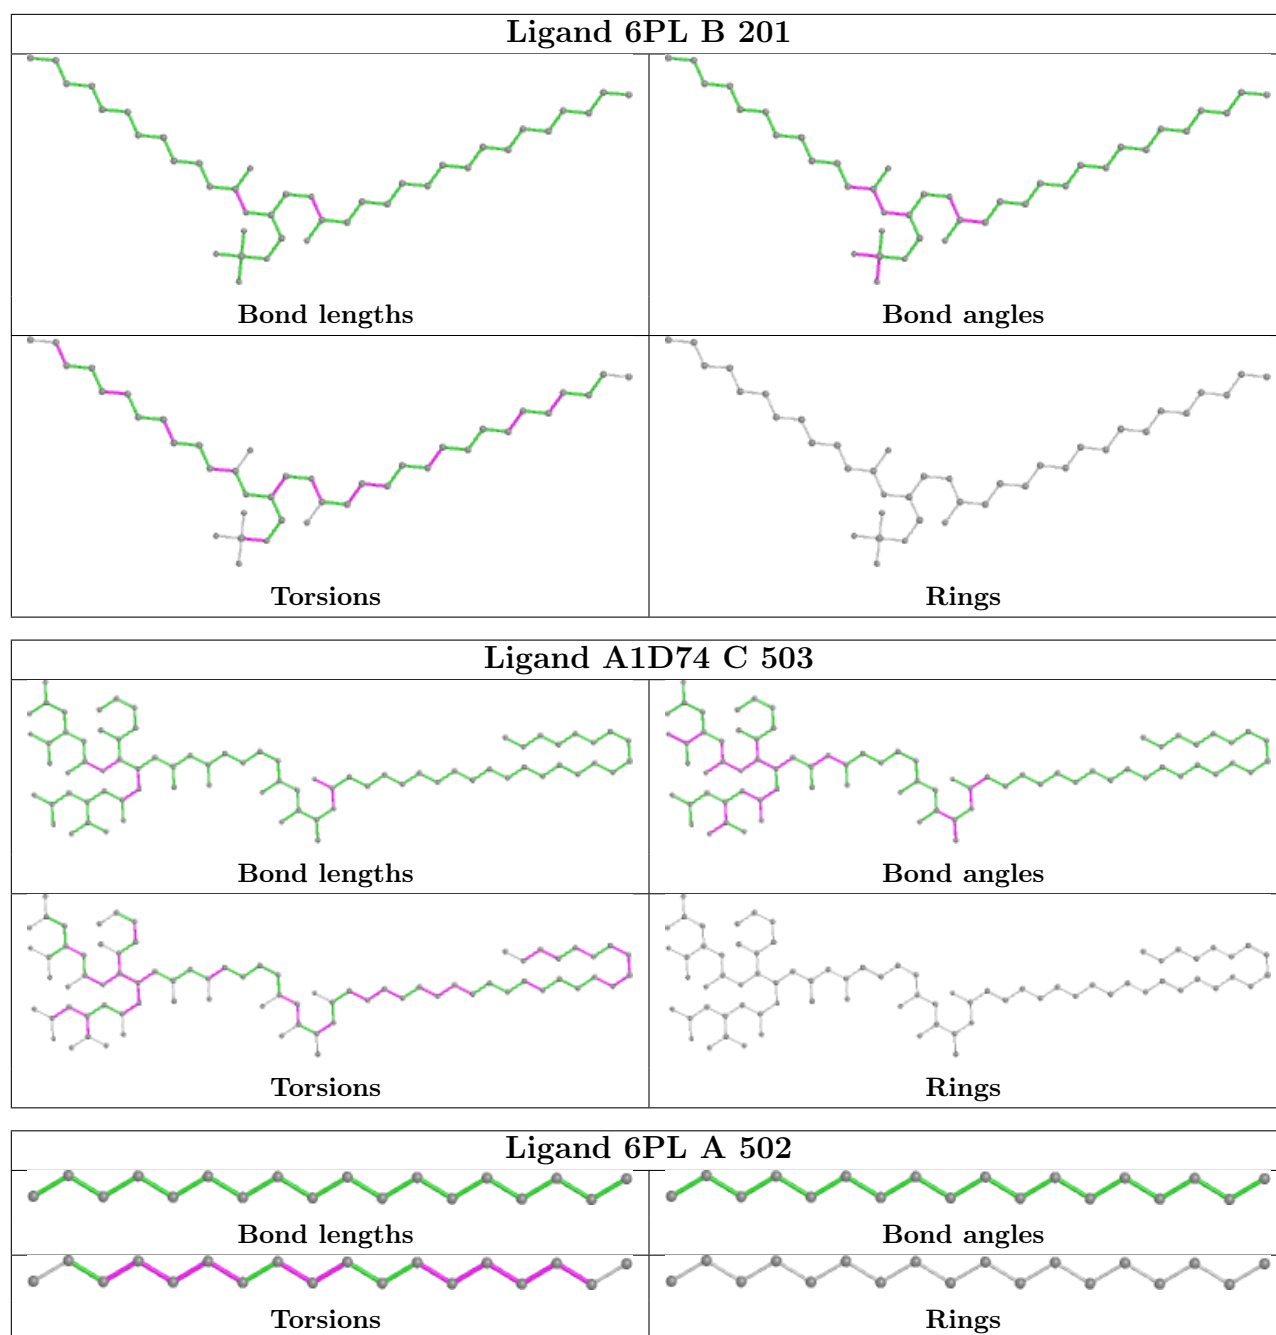 Ligand 6PL B 201
Bond lengths
Bond angles
Torsions
Rings
Ligand A1D74 C 503
Bond lengths
Bond angles
Torsions
Rings
Ligand 6PL A 502
Bond lengths
Bond angles
Torsions
Rings